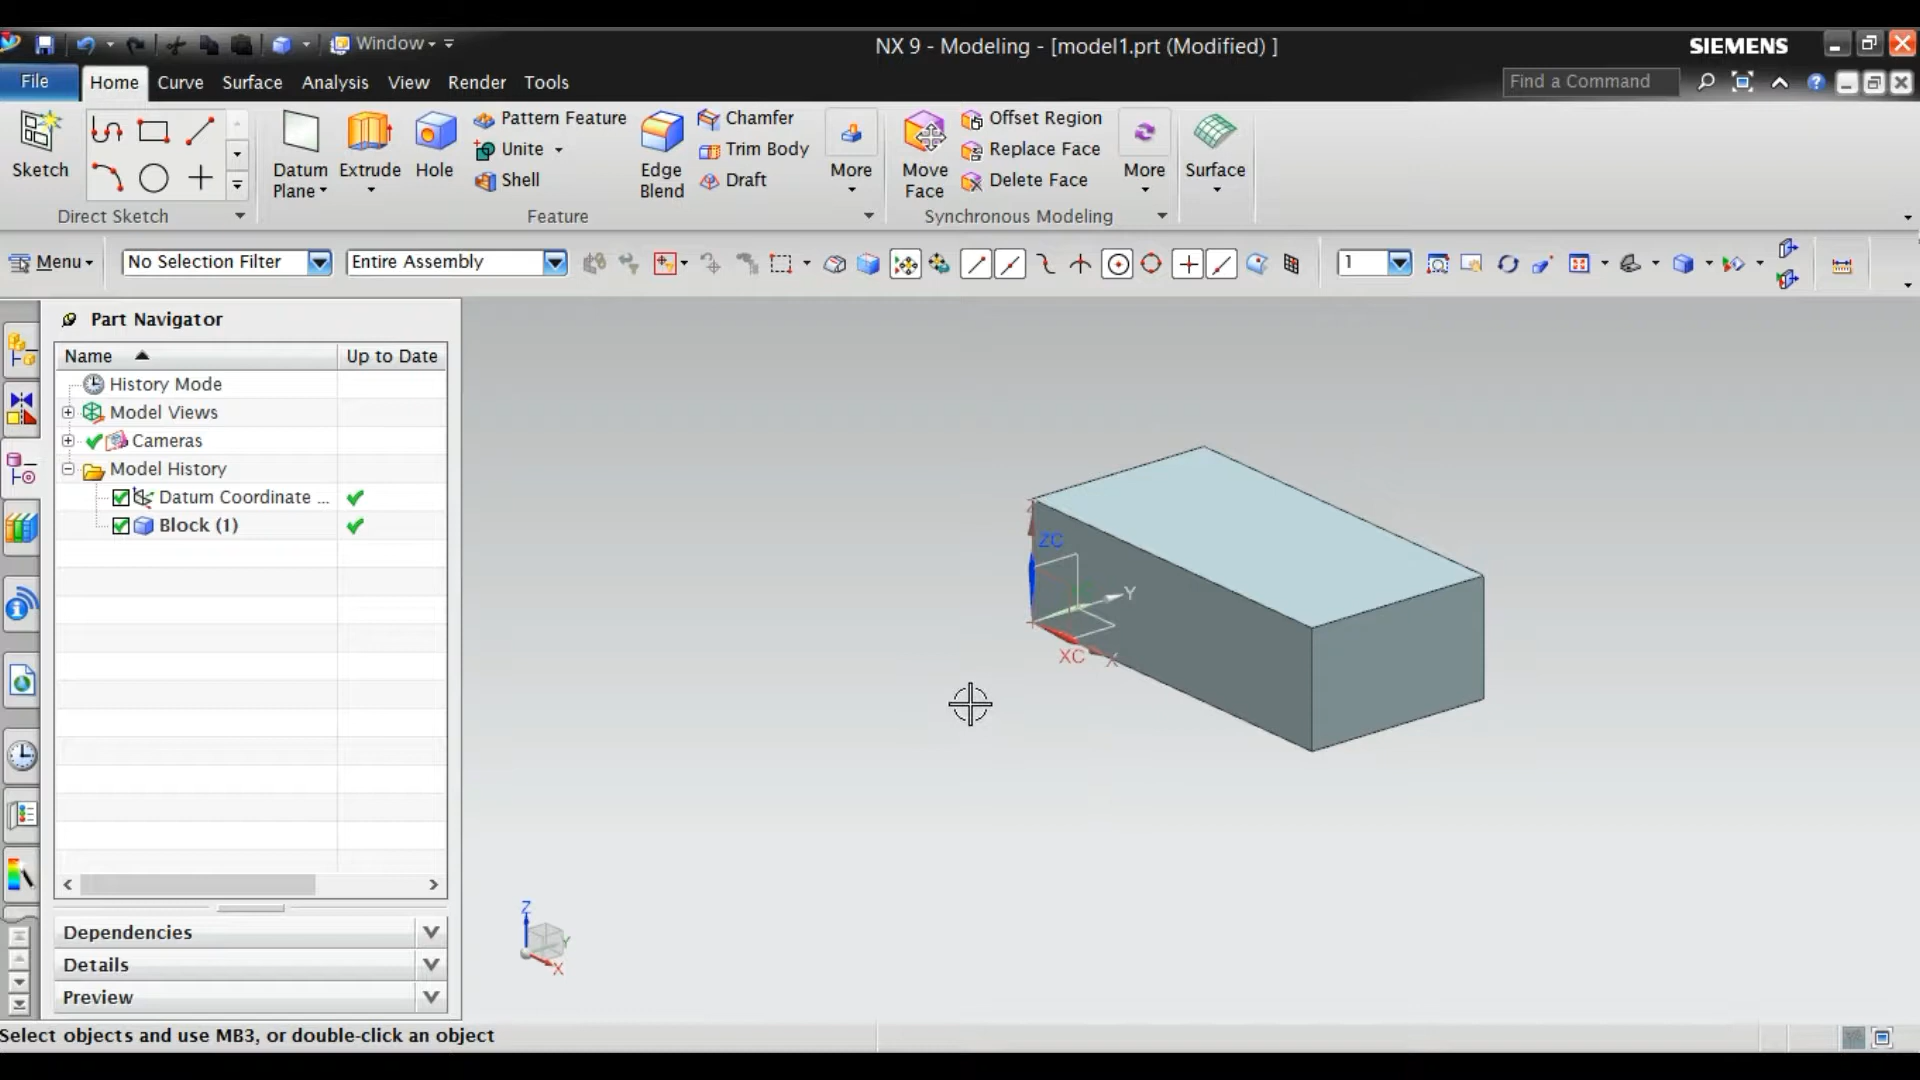 Window
NX 9 - Modeling - [model1.prt (Modified) ]
SIEMENS
File
Home
Curve
Surface
Analysis
View
Render
Tools
Find a Command
Sketch
Datum
Plane
Extrude
Hole
Pattern Feature
Unite
Shell
Edge
Blend
Chamfer
Trim Body
Draft
More
Move
Face
Offset Region
Replace Face
Delete Face
More
Surface
Direct Sketch
Feature
Synchronous Modeling
Menu
No Selection Filter
Entire Assembly
1
Part Navigator
Name
Up to Date
History Mode
Model Views
Cameras
Model History
Datum Coordinate ...
Block (1)
ZC
Y
XC
X
Z
Y
X
Dependencies
Details
Preview
Select objects and use MB3, or double-click an object